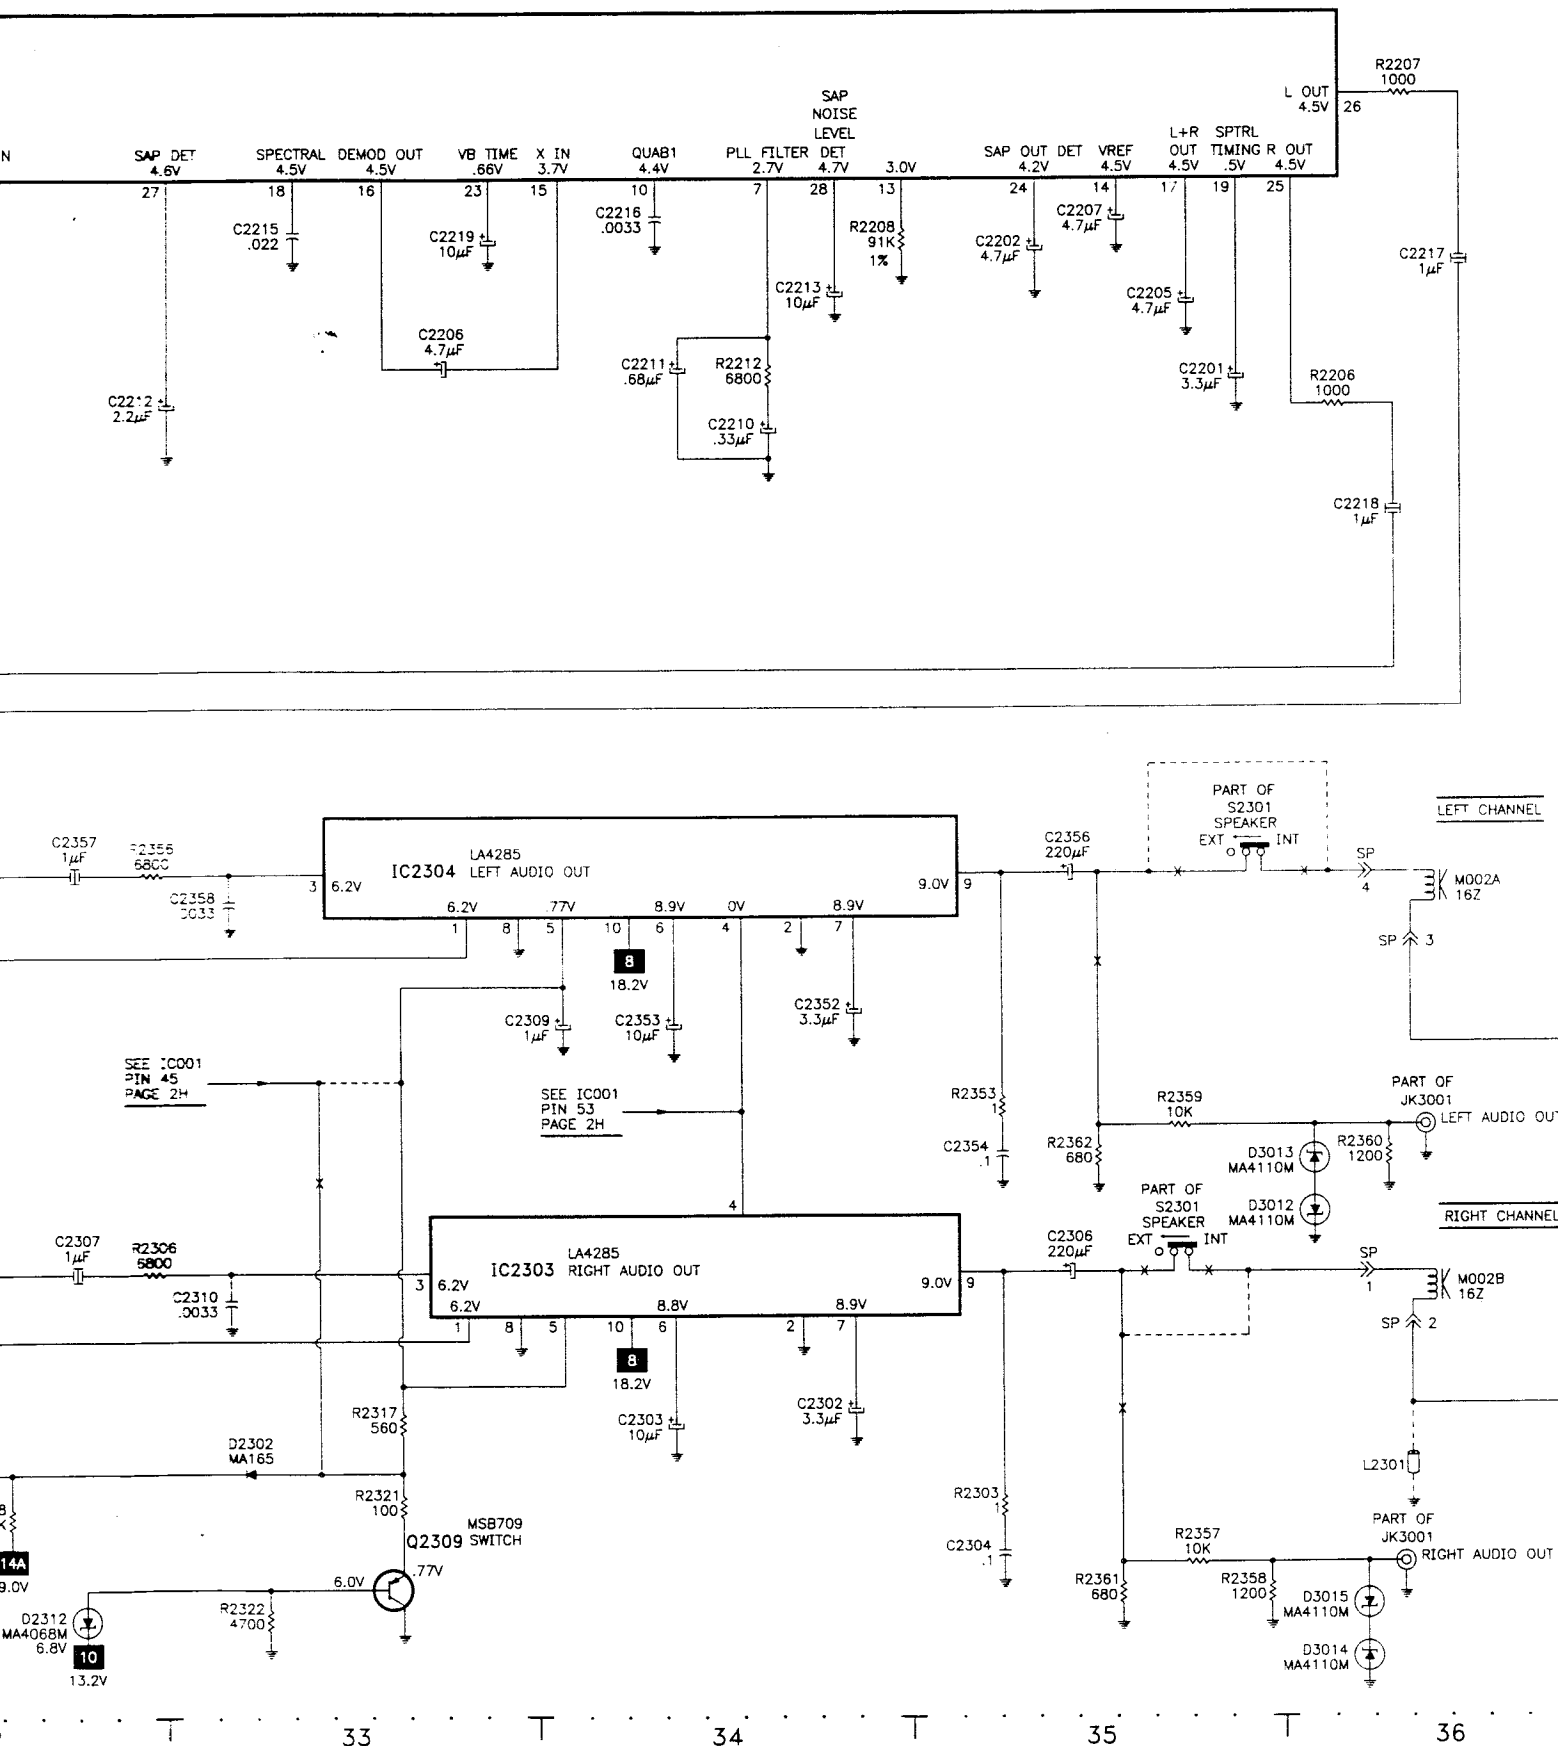 R2207
1000
L OUT
4.5V 26
SAP
NOISE
LEVEL
L+R SPTRL
N SAP DET SPECTRAL DEMOD OUT VB TIME X IN QUAB1 PLL FILTER DET SAP OUT DET VREF OUT TIMING R OUT
4.6V 4.5V 4.5V .66V 3.7V 4.4V 2.7V 4.7V 3.0V 4.2V 4.5V 4.5V .5V 4.5V
27 18 16 23 15 10 7 28 13 24 14 17 19 25
C2215
.022
C2219 +
10µF
C2216
.0033
R2208
91K
1%
C2202 +
4.7µF
C2207 +
4.7µF
C2217
1µF
C2213 +
10µF
C2205 +
4.7µF
C2206
4.7µF
+
C2211 +
.68µF
R2212
6800
C2201 +
3.3µF
R2206
1000
C2212 +
2.2µF
C2210 +
.33µF
C2218
1µF
PART OF
S2301
SPEAKER
EXT INT
LEFT CHANNEL
C2357
1µF
R2356
6800
C2358
LA4285
IC2304 LEFT AUDIO OUT
3 6.2V
9.0V 9
6.2V .77V 8.9V 0V 8.9V
1 8 5 10 6 4 2 7
C2356
220µF
+
SP
4
M002A
16Z
SP 3
8
18.2V
C2309 +
1µF
C2353 +
10µF
C2352 +
3.3µF
SEE IC001
PIN 45
PAGE 2H
SEE IC001
PIN 53
PAGE 2H
R2353
1
C2354
.1
R2362
680
R2359
10K
PART OF
JK3001
LEFT AUDIO OUT
D3013
MA4110M
R2360
1200
D3012
MA4110M
PART OF
S2301
SPEAKER
EXT INT
RIGHT CHANNEL
C2307
1µF
R2306
6800
C2310
.0033
4
LA4285
IC2303 RIGHT AUDIO OUT
3 6.2V
9.0V 9
6.2V 8.8V 8.9V
1 8 5 10 6 2 7
C2306
220µF
+
SP
1
M002B
16Z
SP 2
8
18.2V
R2317
560
C2303 +
10µF
C2302 +
3.3µF
D2302
MA165
L2301
R2321
100
R2303
1
C2304
.1
8
K
14A
9.0V
MSB709
Q2309 SWITCH
.77V
6.0V
R2357
10K
PART OF
JK3001
RIGHT AUDIO OUT
R2361
680
R2358
1200
D3015
MA4110M
D3014
MA4110M
D2312
MA4068M
6.8V
10
13.2V
R2322
4700
33 34 35 36